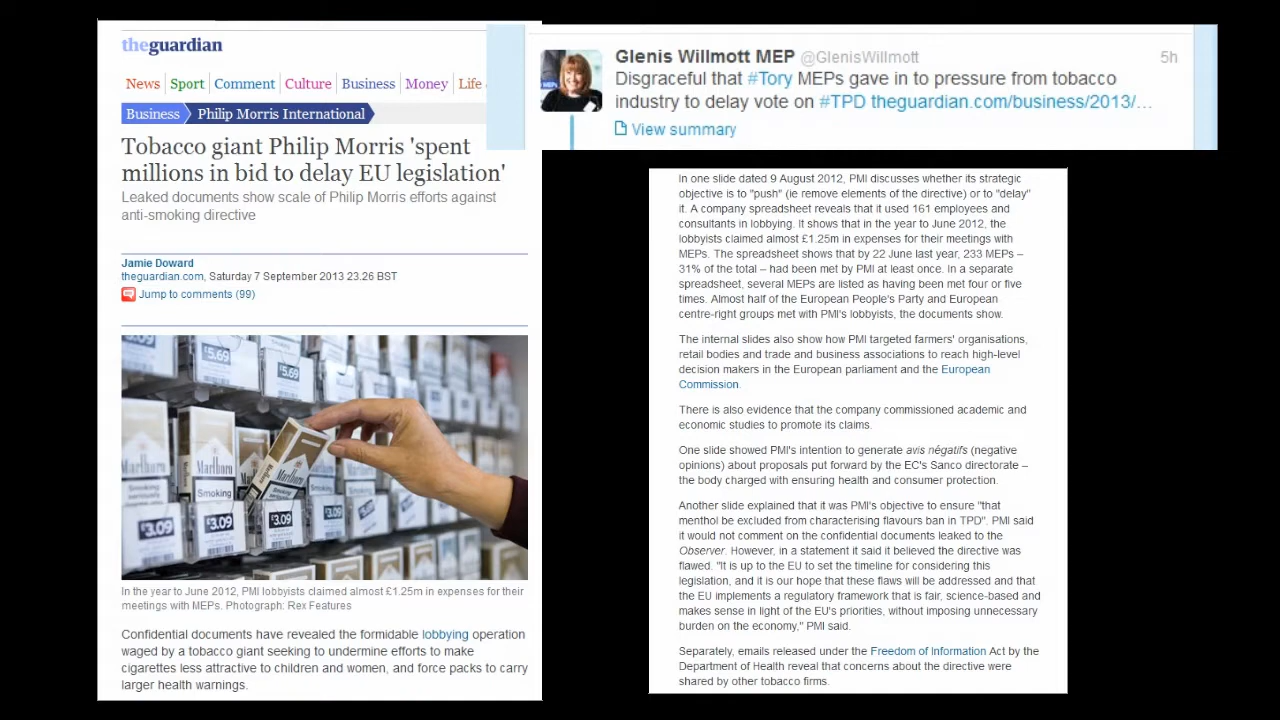 theguardian
News Sport Comment Culture Business Money Life
Business Philip Morris International
Tobacco giant Philip Morris 'spent
millions in bid to delay EU legislation'
Leaked documents show scale of Philip Morris efforts against
anti-smoking directive
Jamie Doward
theguardian.com, Saturday 7 September 2013 23.26 BST
Jump to comments (99)
£5.69
£5.69
Marlboro
Marlboro
Marlboro
Smoking
£3.09
£3.09
£3.09
In the year to June 2012, PMI lobbyists claimed almost £1.25m in expenses for their
meetings with MEPs. Photograph: Rex Features
Confidential documents have revealed the formidable lobbying operation
waged by a tobacco giant seeking to undermine efforts to make
cigarettes less attractive to children and women, and force packs to carry
larger health warnings.
Glenis Willmott MEP @GlenisWillmott 5h
Disgraceful that #Tory MEPs gave in to pressure from tobacco
industry to delay vote on #TPD theguardian.com/business/2013/…
View summary
In one slide dated 9 August 2012, PMI discusses whether its strategic
objective is to "push" (ie remove elements of the directive) or to "delay"
it. A company spreadsheet reveals that it used 161 employees and
consultants in lobbying. It shows that in the year to June 2012, the
lobbyists claimed almost £1.25m in expenses for their meetings with
MEPs. The spreadsheet shows that by 22 June last year, 233 MEPs –
31% of the total – had been met by PMI at least once. In a separate
spreadsheet, several MEPs are listed as having been met four or five
times. Almost half of the European People's Party and European
centre-right groups met with PMI's lobbyists, the documents show.
The internal slides also show how PMI targeted farmers' organisations,
retail bodies and trade and business associations to reach high-level
decision makers in the European parliament and the European
Commission.
There is also evidence that the company commissioned academic and
economic studies to promote its claims.
One slide showed PMI's intention to generate avis négatifs (negative
opinions) about proposals put forward by the EC's Sanco directorate –
the body charged with ensuring health and consumer protection.
Another slide explained that it was PMI's objective to ensure "that
menthol be excluded from characterising flavours ban in TPD". PMI said
it would not comment on the confidential documents leaked to the
Observer. However, in a statement it said it believed the directive was
flawed. "It is up to the EU to set the timeline for considering this
legislation, and it is our hope that these flaws will be addressed and that
the EU implements a regulatory framework that is fair, science-based and
makes sense in light of the EU's priorities, without imposing unnecessary
burden on the economy," PMI said.
Separately, emails released under the Freedom of Information Act by the
Department of Health reveal that concerns about the directive were
shared by other tobacco firms.